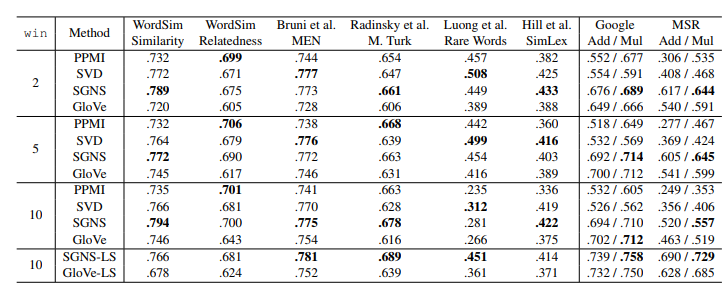 win Method WordSim Similarity WordSim Relatedness Bruni et al. MEN Radinsky et al. M. Turk Luong et al. Rare Words Hill et al. SimLex Google Add / Mul MSR Add / Mul
2
PPMI .732 .699 .744 .654 .457 .382 .552 / .677 .306 / .535
SVD .772 .671 .777 .647 .508 .425 .554 / .591 .408 / .468
SGNS .789 .675 .773 .661 .449 .433 .676 / .689 .617 / .644
GloVe .720 .605 .728 .606 .389 .388 .649 / .666 .540 / .591
5
PPMI .732 .706 .738 .668 .442 .360 .518 / .649 .277 / .467
SVD .764 .679 .776 .639 .499 .416 .532 / .569 .369 / .424
SGNS .772 .690 .772 .663 .454 .403 .692 / .714 .605 / .645
GloVe .745 .617 .746 .631 .416 .389 .700 / .712 .541 / .599
10
PPMI .735 .701 .741 .663 .235 .336 .532 / .605 .249 / .353
SVD .766 .681 .770 .628 .312 .419 .526 / .562 .356 / .406
SGNS .794 .700 .775 .678 .281 .422 .694 / .710 .520 / .557
GloVe .746 .643 .754 .616 .266 .375 .702 / .712 .463 / .519
10
SGNS-LS .766 .681 .781 .689 .451 .414 .739 / .758 .690 / .729
GloVe-LS .678 .624 .752 .639 .361 .371 .732 / .750 .628 / .685